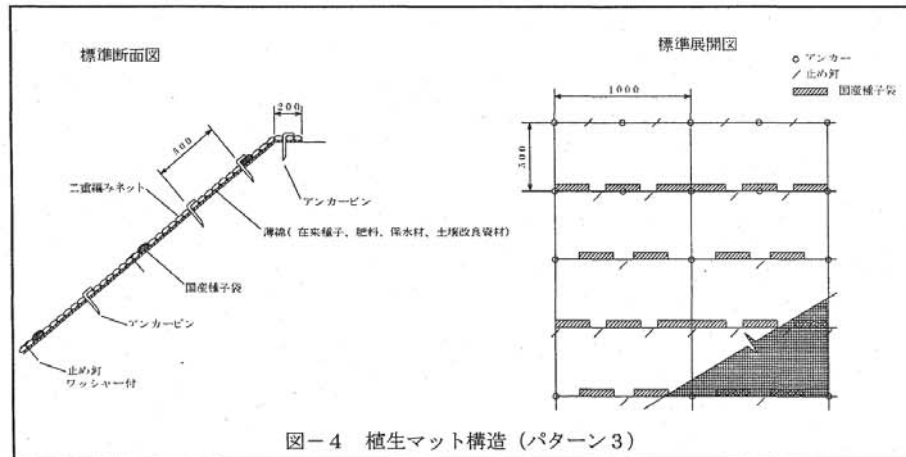 標準断面図
200
500
二重編みネット
アンカーピン
薄綿(在来種子、肥料、保水材、土壌改良資材)
国産種子袋
アンカーピン
止め釘
ワッシャー付
標準展開図
アンカー
止め釘
国産種子袋
1000
500
図-4 植生マット構造(パターン3)